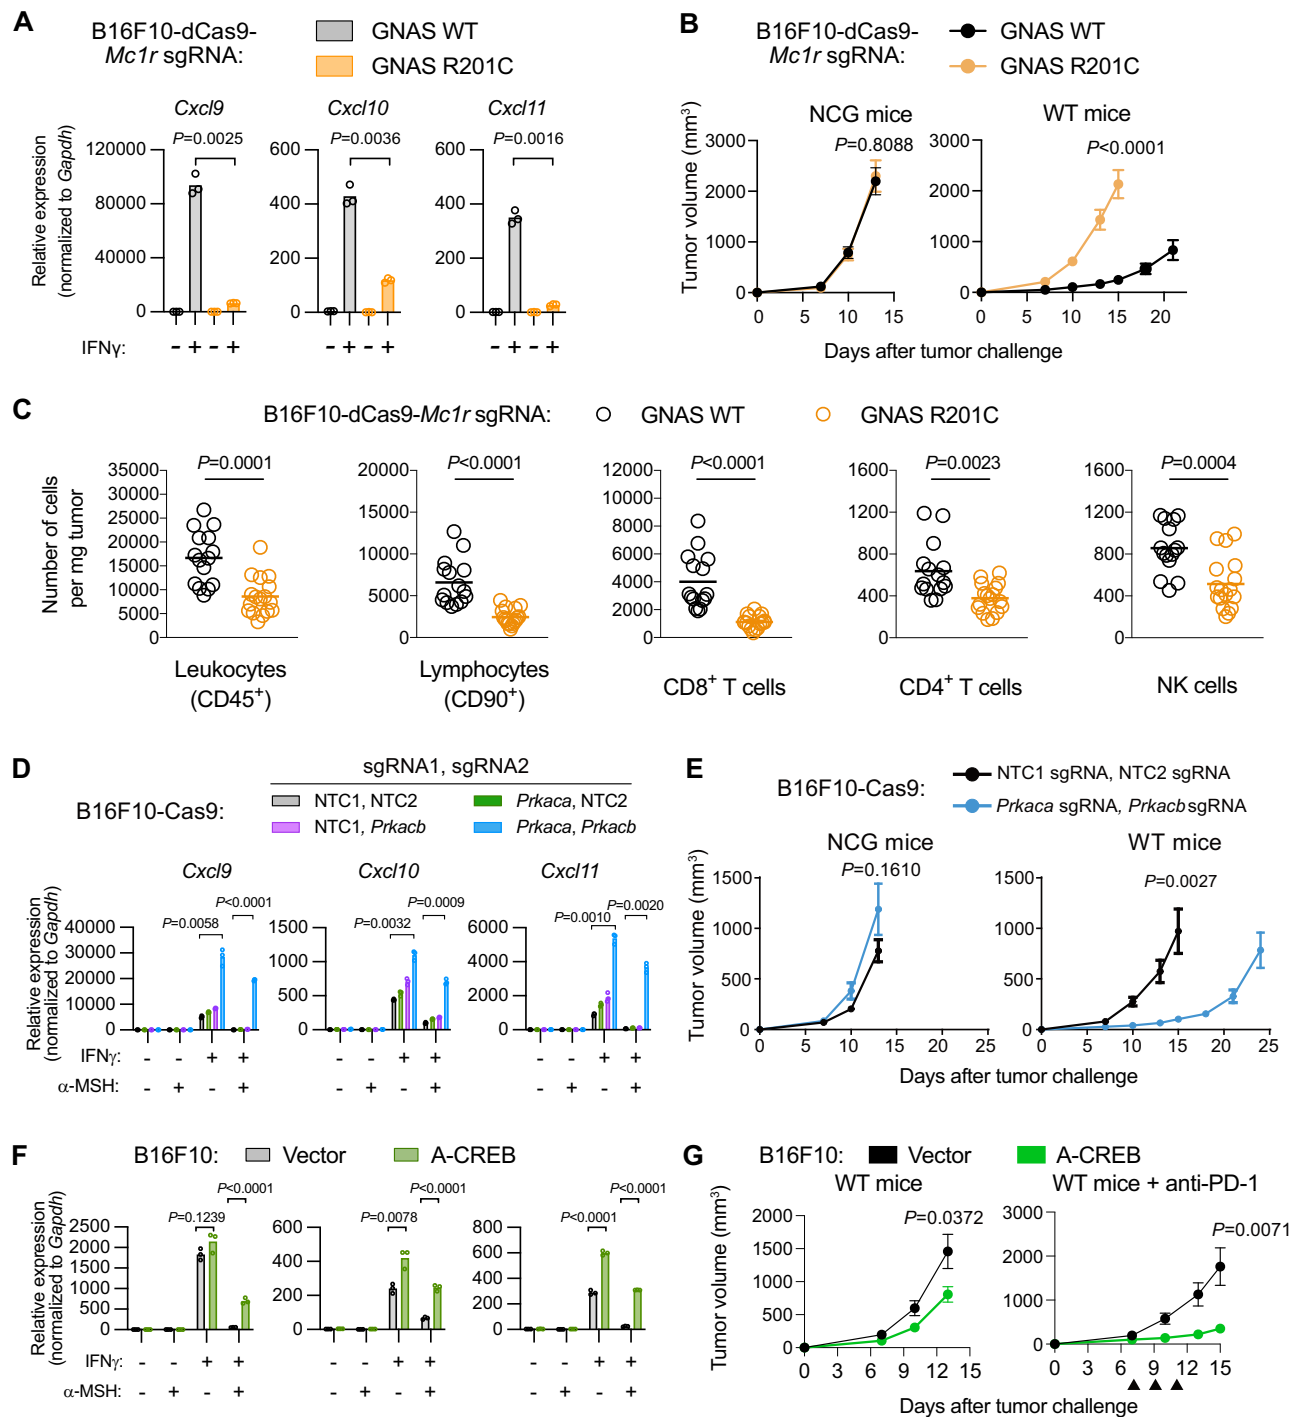 A
B16F10-dCas9-
Mc1r sgRNA:
GNAS WT
GNAS R201C
Cxcl9
Cxcl10
Cxcl11
P=0.0025
P=0.0036
P=0.0016
Relative expression
(normalized to Gapdh)
120000
80000
40000
0
600
400
200
0
600
400
200
0
IFNγ:
- + - +
- + - +
- + - +
B
B16F10-dCas9-
Mc1r sgRNA:
GNAS WT
GNAS R201C
NCG mice
WT mice
P=0.8088
P<0.0001
Tumor volume (mm³)
3000
2000
1000
0
0 5 10 15
3000
2000
1000
0
0 5 10 15 20
Days after tumor challenge
C
B16F10-dCas9-Mc1r sgRNA:
GNAS WT
GNAS R201C
Number of cells
per mg tumor
P=0.0001
P<0.0001
P<0.0001
P=0.0023
P=0.0004
35000
30000
25000
20000
15000
10000
5000
0
20000
15000
10000
5000
0
12000
10000
8000
6000
4000
2000
0
1600
1200
800
400
0
1600
1200
800
400
0
Leukocytes
(CD45⁺)
Lymphocytes
(CD90⁺)
CD8⁺ T cells
CD4⁺ T cells
NK cells
D
sgRNA1, sgRNA2
B16F10-Cas9:
NTC1, NTC2
Prkaca, NTC2
NTC1, Prkacb
Prkaca, Prkacb
Cxcl9
Cxcl10
Cxcl11
P=0.0058
P<0.0001
P=0.0032
P=0.0009
P=0.0010
P=0.0020
Relative expression
(normalized to Gapdh)
40000
30000
20000
10000
0
1500
1000
500
0
6000
4000
2000
0
IFNγ:
- - + +
- - + +
- - + +
α-MSH:
- + - +
- + - +
- + - +
E
B16F10-Cas9:
NTC1 sgRNA, NTC2 sgRNA
Prkaca sgRNA, Prkacb sgRNA
NCG mice
WT mice
P=0.1610
P=0.0027
Tumor volume (mm³)
1500
1000
500
0
0 5 10 15 20 25
1500
1000
500
0
0 5 10 15 20 25
Days after tumor challenge
F
B16F10:
Vector
A-CREB
P=0.1239
P<0.0001
P=0.0078
P<0.0001
P<0.0001
P<0.0001
Relative expression
(normalized to Gapdh)
2500
2000
1500
1000
500
0
600
400
200
0
800
600
400
200
0
IFNγ:
- - + +
- - + +
- - + +
α-MSH:
- + - +
- + - +
- + - +
G
B16F10:
Vector
A-CREB
WT mice
WT mice + anti-PD-1
P=0.0372
P=0.0071
Tumor volume (mm³)
2000
1500
1000
500
0
0 3 6 9 12 15
3000
2000
1000
0
0 3 6 9 12 15
Days after tumor challenge